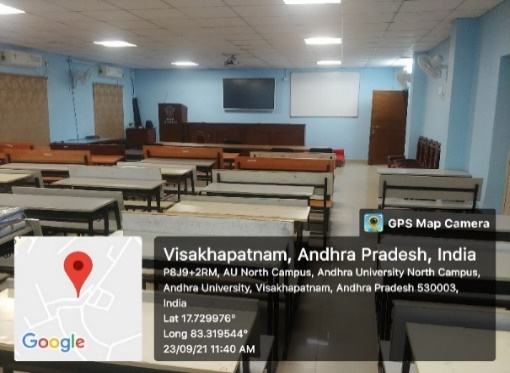 GPS Map Camera
Visakhapatnam, Andhra Pradesh, India
P8J9+2RM, AU North Campus, Andhra University North Campus,
Andhra University, Visakhapatnam, Andhra Pradesh 530003,
India
Lat 17.729976°
Long 83.319544°
23/09/21 11:40 AM
Google